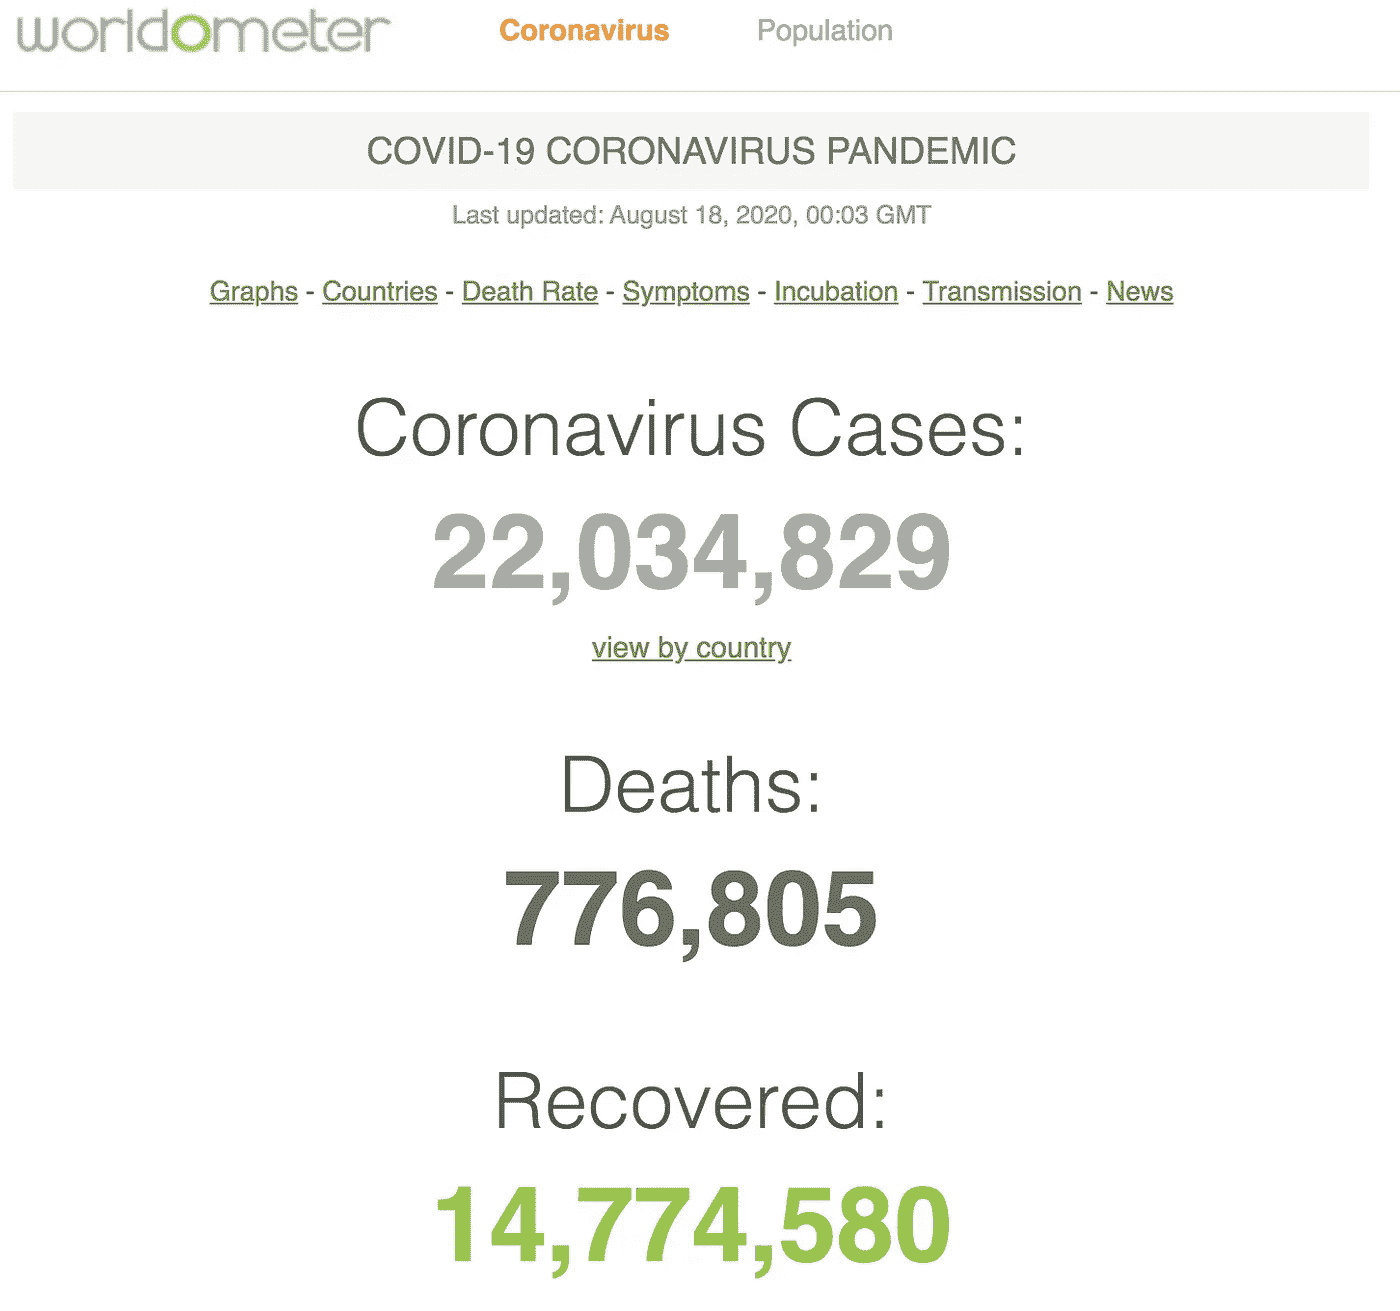 worldometer Coronavirus Population
COVID-19 CORONAVIRUS PANDEMIC
Last updated: August 18, 2020, 00:03 GMT
Graphs - Countries - Death Rate - Symptoms - Incubation - Transmission - News
Coronavirus Cases:
22,034,829
view by country
Deaths:
776,805
Recovered:
14,774,580